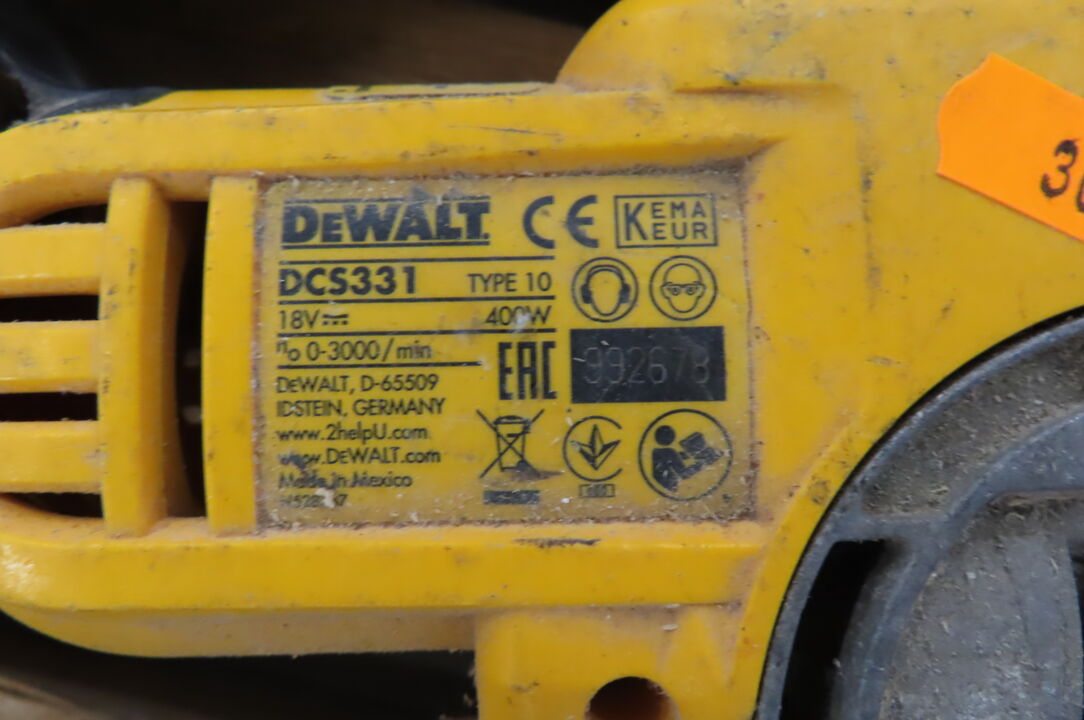 DEWALT
CE
KEMA
KEUR
DCS331 TYPE 10
18V 400W
n0 0-3000/min
EAC
992678
DEWALT, D-65509
IDSTEIN, GERMANY
www.2helpU.com
www.DEWALT.com
Made in Mexico